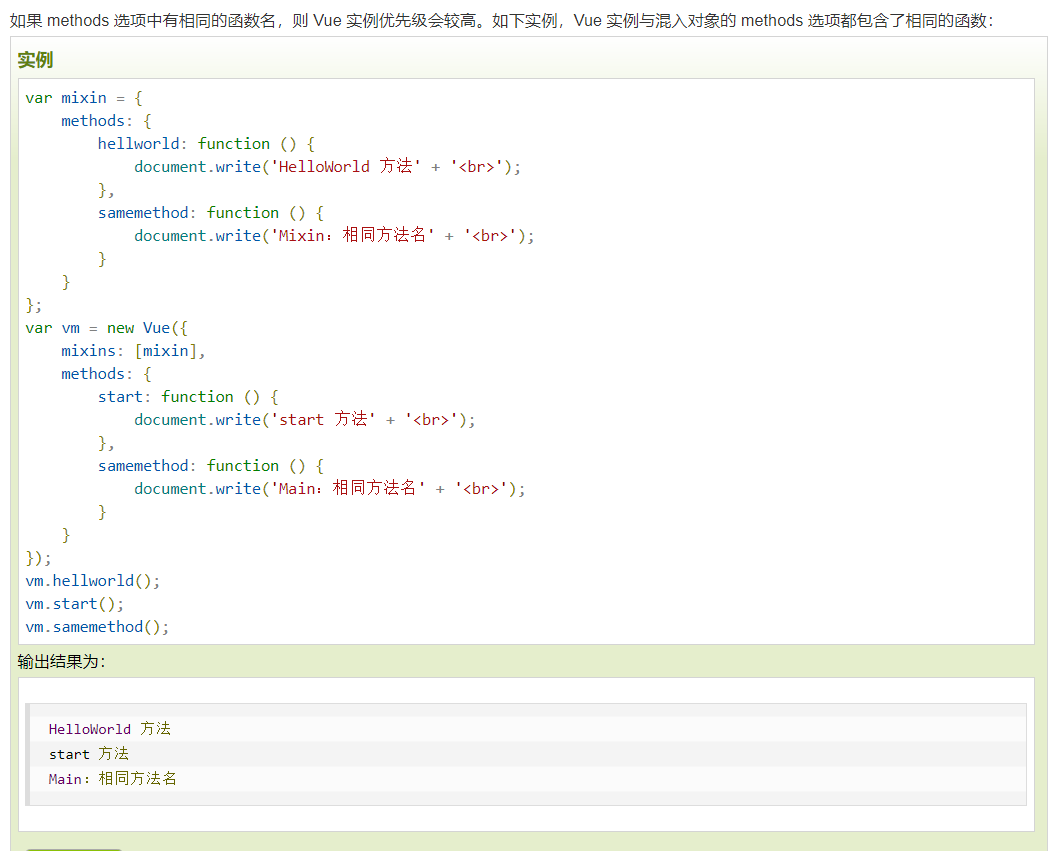 如果 methods 选项中有相同的函数名，则 Vue 实例优先级会较高。如下实例，Vue 实例与混入对象的 methods 选项都包含了相同的函数：
实例
var mixin = {
    methods: {
        hellworld: function () {
            document.write('HelloWorld 方法' + '<br>');
        },
        samemethod: function () {
            document.write('Mixin：相同方法名' + '<br>');
        }
    }
};
var vm = new Vue({
    mixins: [mixin],
    methods: {
        start: function () {
            document.write('start 方法' + '<br>');
        },
        samemethod: function () {
            document.write('Main：相同方法名' + '<br>');
        }
    }
});
vm.hellworld();
vm.start();
vm.samemethod();
输出结果为：
HelloWorld 方法
start 方法
Main：相同方法名